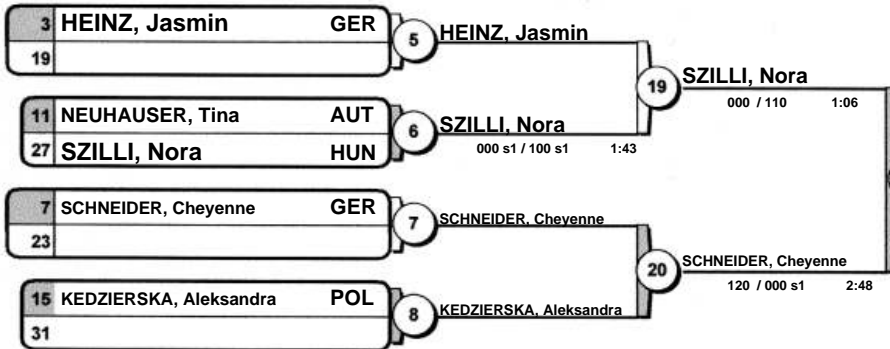 3 HEINZ, Jasmin GER
19
5 HEINZ, Jasmin
11 NEUHAUSER, Tina AUT
27 SZILLI, Nora HUN
6 SZILLI, Nora
000 s1 / 100 s1 1:43
19 SZILLI, Nora
000 / 110 1:06
7 SCHNEIDER, Cheyenne GER
23
7 SCHNEIDER, Cheyenne
15 KEDZIERSKA, Aleksandra POL
31
8 KEDZIERSKA, Aleksandra
20 SCHNEIDER, Cheyenne
120 / 000 s1 2:48